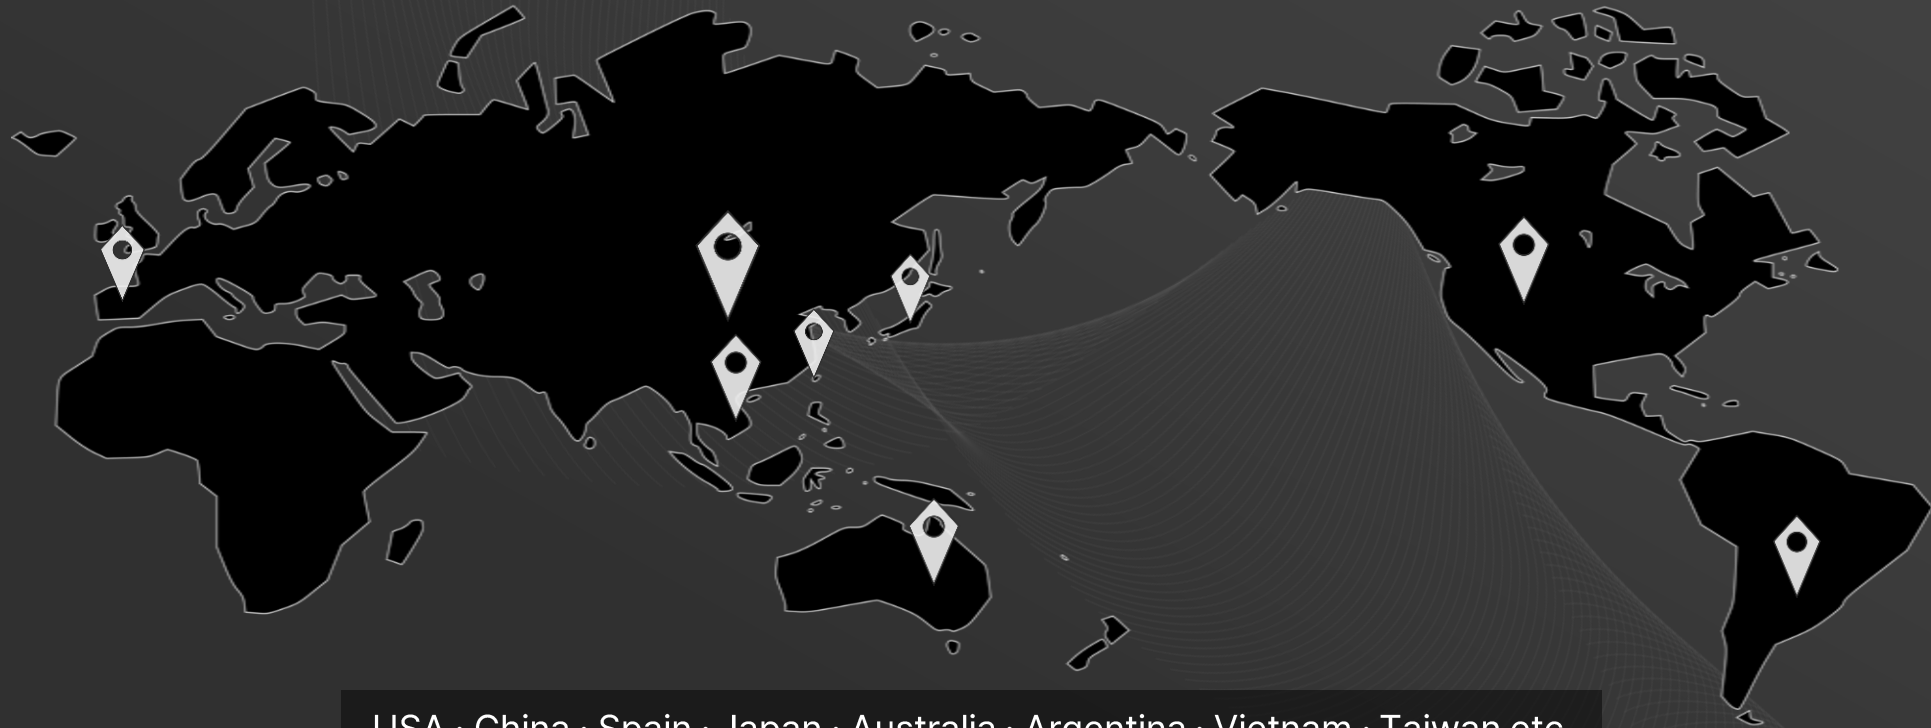 USA · China · Spain · Japan · Australia · Argentina · Vietnam · Taiwan etc